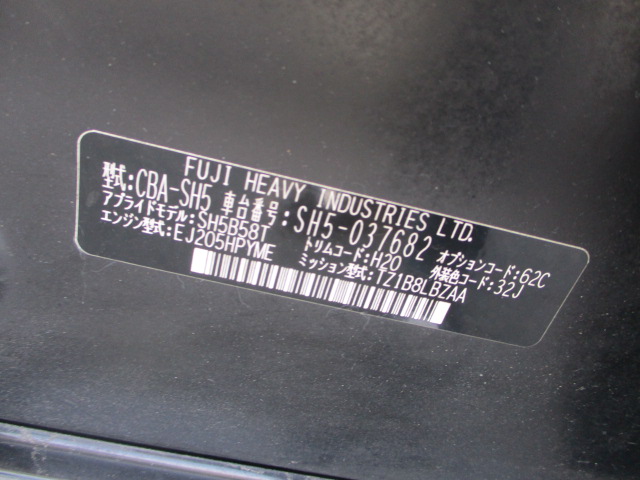 FUJI HEAVY INDUSTRIES LTD.
型式:CBA-SH5 車台番号:SH5-037682
アプライドモデル:SH5B58T トリムコード:H20 オプションコード:62C
エンジン型式:EJ205HPYME ミッション型式:TZ1B8LBZAA 外装色コード:32J